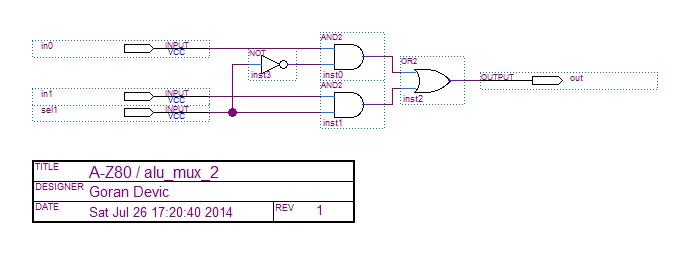 AND2
in0 INPUT
VCC
NOT
OR2
inst3 inst0
OUTPUT out
AND2
in1 INPUT
VCC
inst2
sel1 INPUT
VCC
inst1
TITLE A-Z80 / alu_mux_2
DESIGNER Goran Devic
DATE Sat Jul 26 17:20:40 2014 REV 1